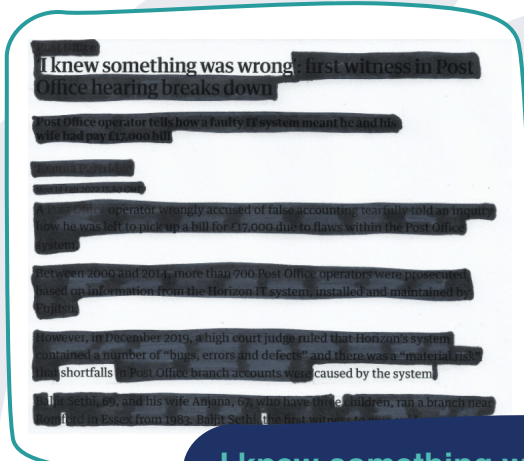 'I knew something was wrong': first witness in Post
Office hearing breaks down
Post Office operator tells how a faulty IT system meant he and his
wife had pay £17,000 bill
A Post Office operator wrongly accused of false accounting tearfully told an inquiry
how he was left to pick up a bill for £17,000 due to flaws within the Post Office
system.
Between 2000 and 2014, more than 700 Post Office operators were prosecuted
based on information from the Horizon IT system, installed and maintained by
Fujitsu.
However, in December 2019, a high court judge ruled that Horizon's system
contained a number of "bugs, errors and defects" and there was a "material risk"
that shortfalls in Post Office branch accounts were caused by the system.
Baljit Sethi, 69, and his wife Anjana, 67, who have three children, ran a branch near
Romford in Essex from 1983. Baljit Sethi, the first witness to
I knew something w